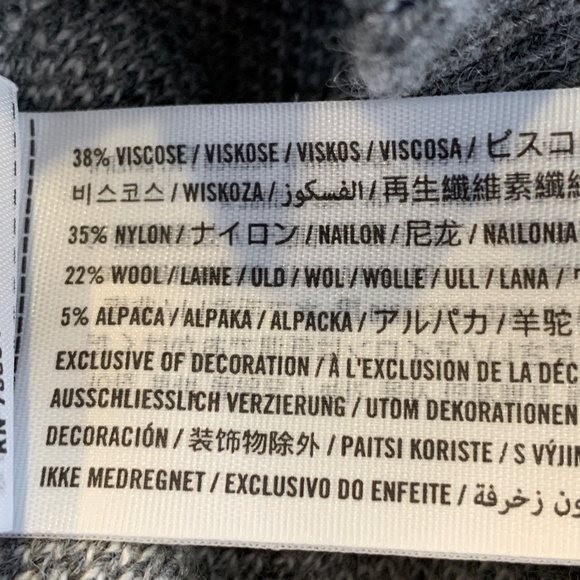 38% VISCOSE / VISKOSE / VISKOS / VISCOSA / ビスコ
비스코스 / WISKOZA / الفسكوز / 再生纖維素纖
35% NYLON / ナイロン / NAILON / 尼龙 / NAILONIA
22% WOOL / LAINE / ULD / WOL / WOLLE / ULL / LANA /
5% ALPACA / ALPAKA / ALPACKA / アルパカ / 羊驼
EXCLUSIVE OF DECORATION / À L'EXCLUSION DE LA DÉC
AUSSCHLIESSLICH VERZIERUNG / UTOM DEKORATIONEN
DECORACIÓN / 装饰物除外 / PAITSI KORISTE / S VÝJI
IKKE MEDREGNET / EXCLUSIVO DO ENFEITE / ون زخرفة